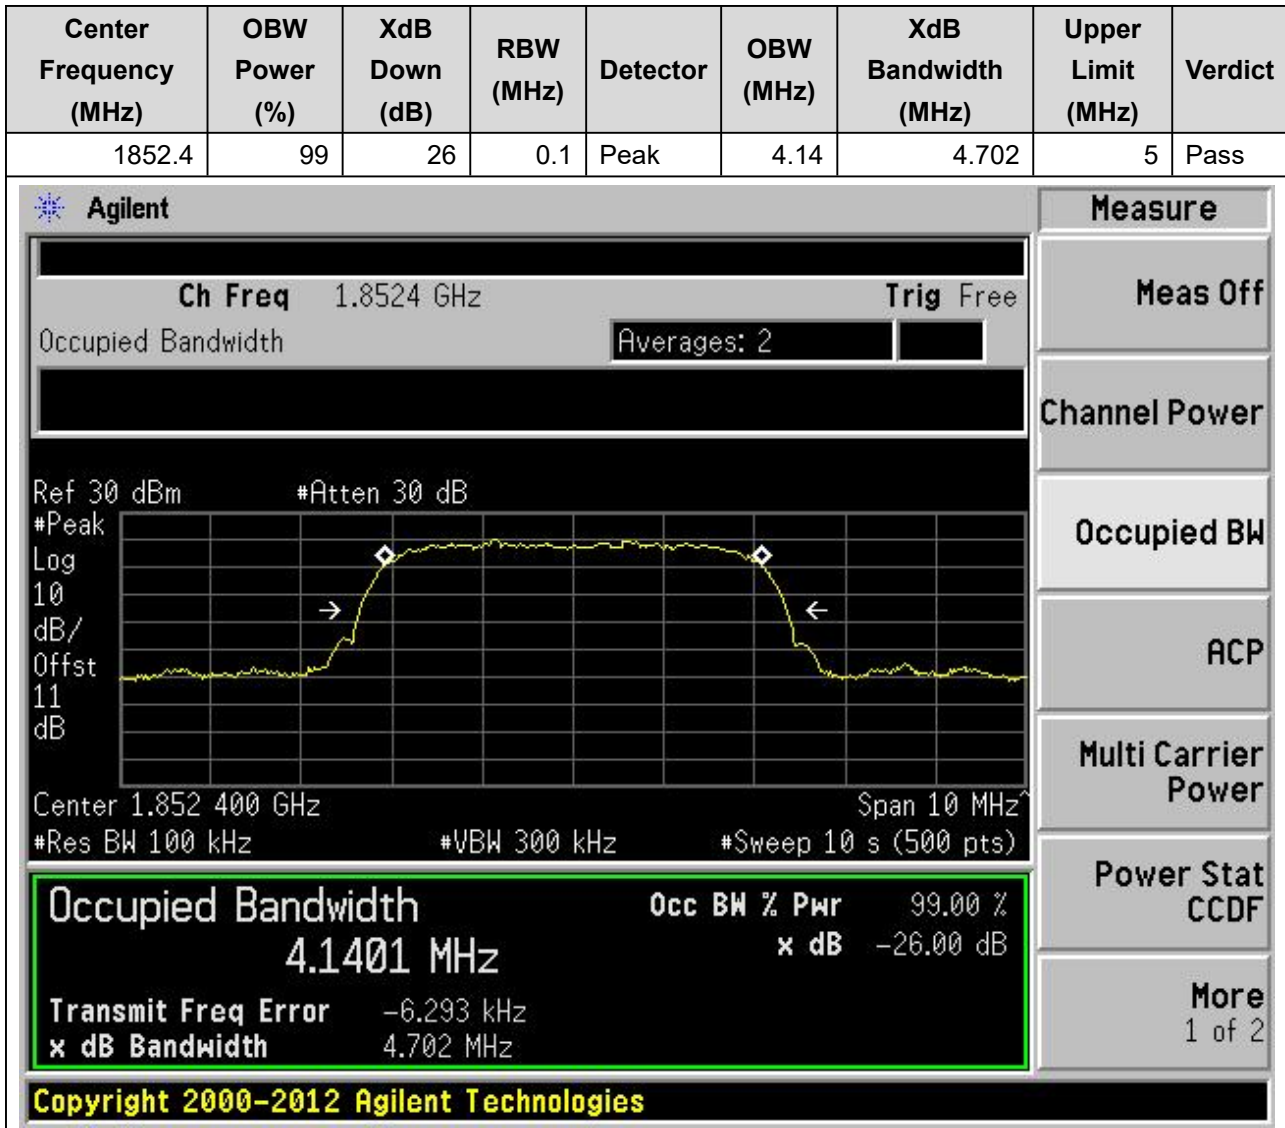 Center Frequency (MHz) OBW Power (%) XdB Down (dB) RBW (MHz) Detector OBW (MHz) XdB Bandwidth (MHz) Upper Limit (MHz) Verdict
1852.4 99 26 0.1 Peak 4.14 4.702 5 Pass
Agilent
Measure
Ch Freq 1.8524 GHz Trig Free
Meas Off
Occupied Bandwidth Averages: 2
Channel Power
Ref 30 dBm #Atten 30 dB
#Peak
Log
10
dB/
Offst
11
dB
Occupied BW
ACP
Multi Carrier
Power
Center 1.852 400 GHz Span 10 MHz^
#Res BW 100 kHz #VBW 300 kHz #Sweep 10 s (500 pts)
Power Stat
CCDF
Occupied Bandwidth Occ BW % Pwr 99.00 %
4.1401 MHz x dB -26.00 dB
Transmit Freq Error -6.293 kHz
x dB Bandwidth 4.702 MHz
More
1 of 2
Copyright 2000-2012 Agilent Technologies